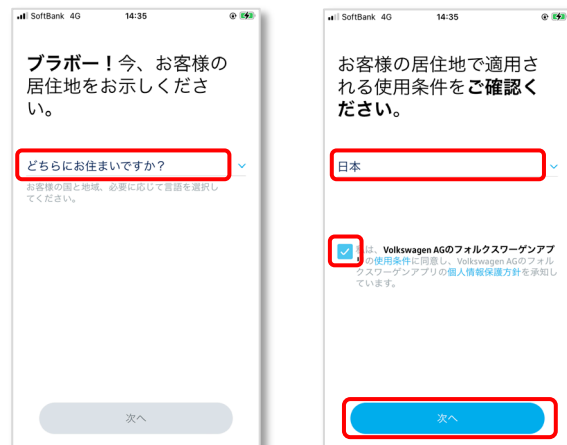 SoftBank 4G 14:35
ブラボー！今、お客様の
居住地をお示しくださ
い。
どちらにお住まいですか？
お客様の国と地域、必要に応じて言語を選択し
てください。
次へ
SoftBank 4G 14:35
お客様の居住地で適用さ
れる使用条件をご確認く
ださい。
日本
は、Volkswagen AGのフォルクスワーゲンアプ
リの使用条件に同意し、Volkswagen AGのフォル
クスワーゲンアプリの個人情報保護方針を承知し
ています。
次へ